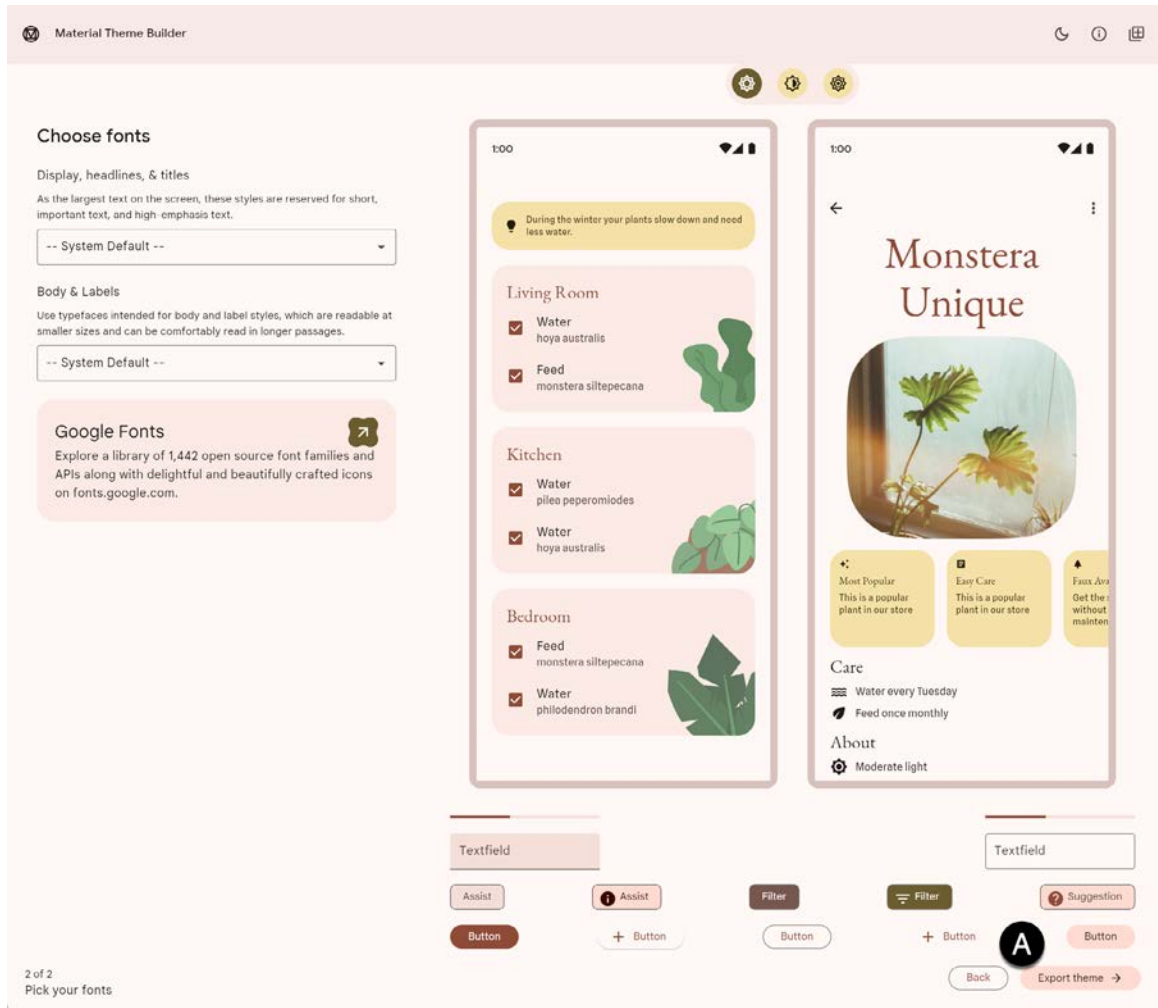 Material Theme Builder
Choose fonts
Display, headlines, & titles
As the largest text on the screen, these styles are reserved for short,
important text, and high-emphasis text.
-- System Default --
Body & Labels
Use typefaces intended for body and label styles, which are readable at
smaller sizes and can be comfortably read in longer passages.
-- System Default --
Google Fonts
Explore a library of 1,442 open source font families and
APIs along with delightful and beautifully crafted icons
on fonts.google.com.
1:00
During the winter your plants slow down and need
less water.
Living Room
Water
hoya australis
Feed
monstera siltepecana
Kitchen
Water
pilea peperomiodes
Water
hoya australis
Bedroom
Feed
monstera siltepecana
Water
philodendron brandi
1:00
Monstera
Unique
Most Popular
This is a popular
plant in our store
Easy Care
This is a popular
plant in our store
Faux Ava
Get the
without
mainten
Care
Water every Tuesday
Feed once monthly
About
Moderate light
Textfield
Textfield
Assist
Assist
Filter
Filter
Suggestion
Button
+ Button
Button
+ Button
A
Button
Back
Export theme
2 of 2
Pick your fonts